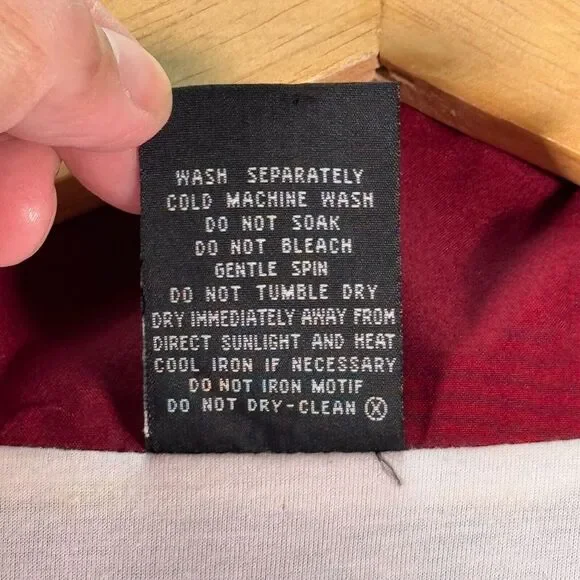 WASH SEPARATELY
COLD MACHINE WASH
DO NOT SOAK
DO NOT BLEACH
GENTLE SPIN
DO NOT TUMBLE DRY
DRY IMMEDIATELY AWAY FROM
DIRECT SUNLIGHT AND HEAT
COOL IRON IF NECESSARY
DO NOT IRON MOTIF
DO NOT DRY-CLEAN Ⓧ